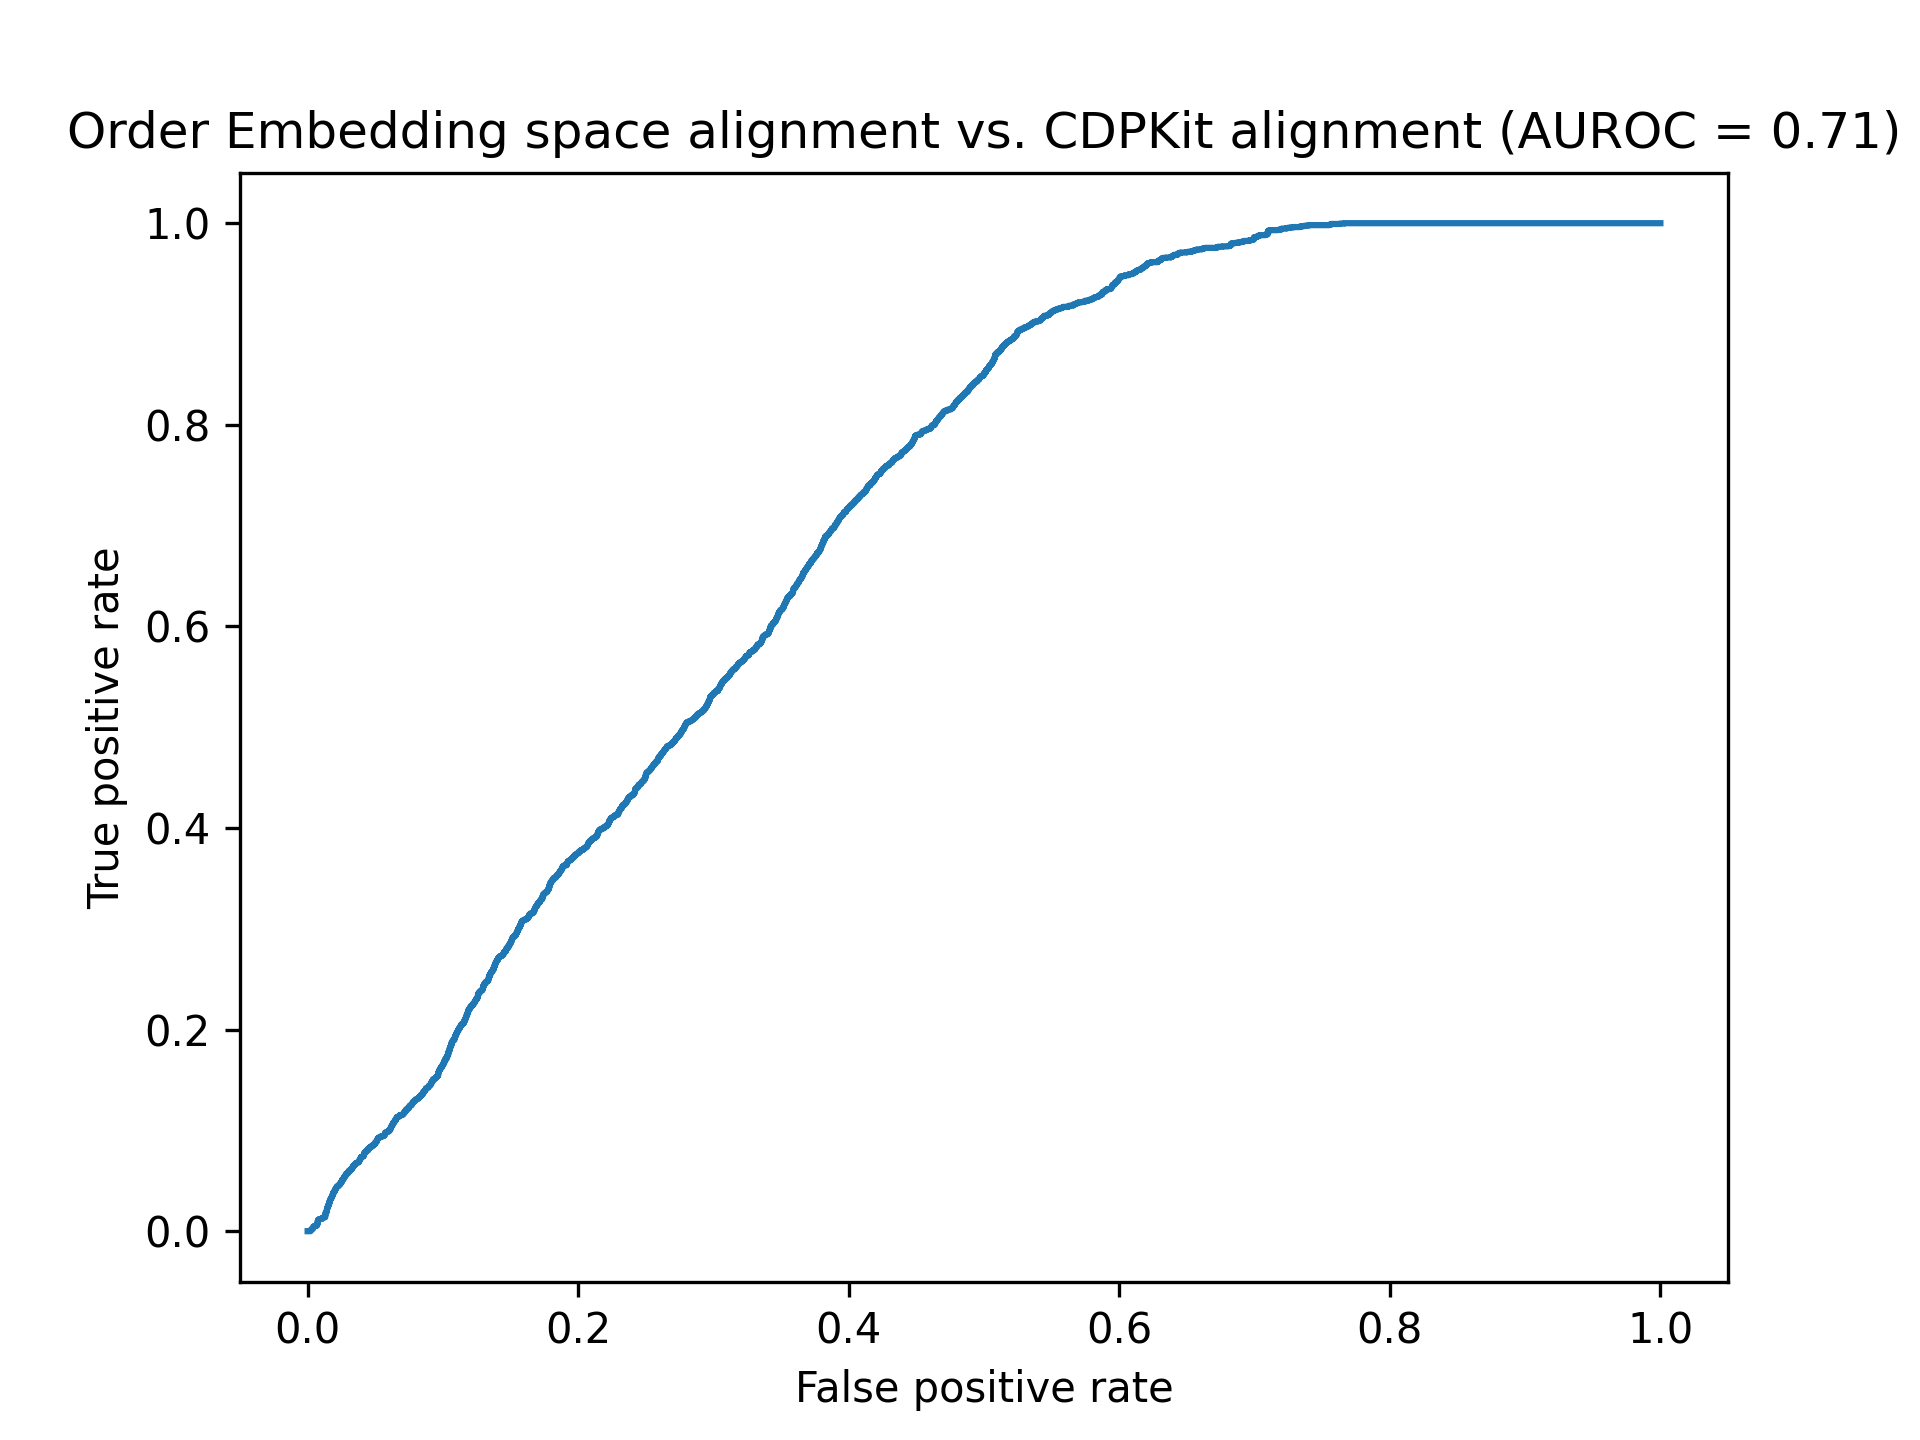 Order Embedding space alignment vs. CDPKit alignment (AUROC = 0.71)
1.0
0.8
0.6
0.4
0.2
0.0
True positive rate
0.0 0.2 0.4 0.6 0.8 1.0
False positive rate